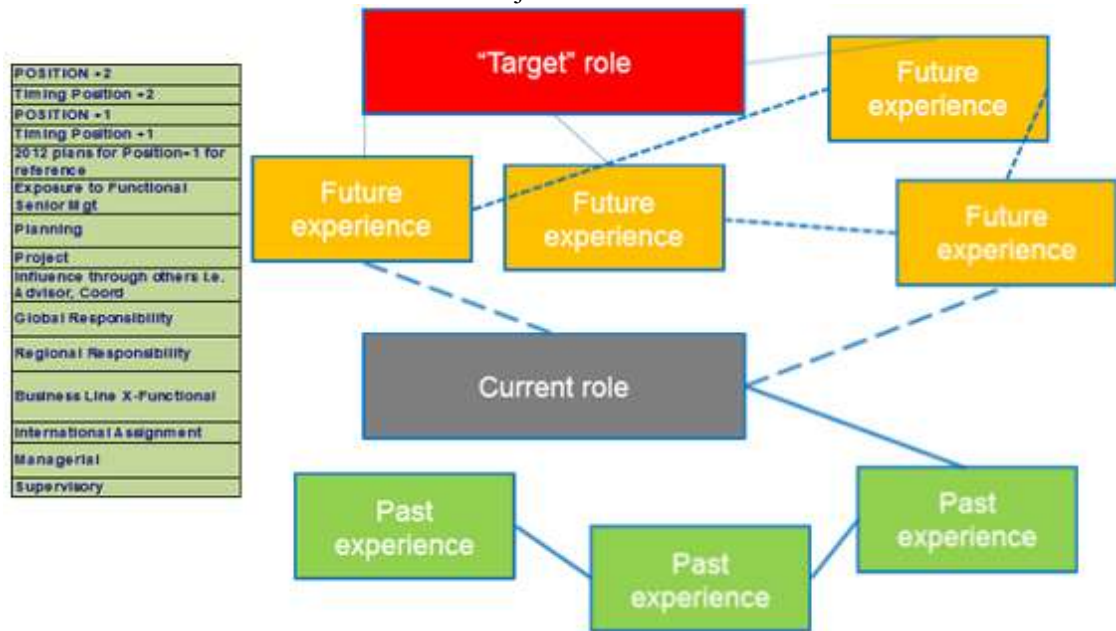 POSITION +2
Timing Position +2
POSITION +1
Timing Position +1
2012 plans for Position+1 for
reference
Exposure to Functional
Senior Mgt
Planning
Project
Influence through others i.e.
Advisor, Coord
Global Responsibility
Regional Responsibility
Business Line X-Functional
International Assignment
Managerial
Supervisory
“Target” role
Future
experience
Future
experience
Future
experience
Future
experience
Current role
Past
experience
Past
experience
Past
experience